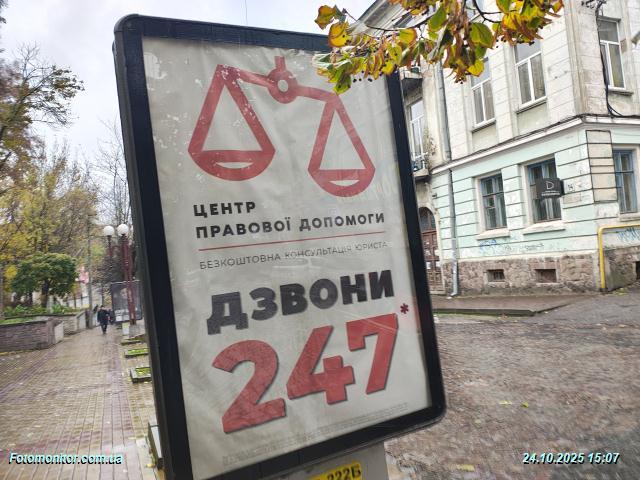 ЦЕНТР
ПРАВОВОЇ ДОПОМОГИ
БЕЗКОШТОВНА КОНСУЛЬТАЦІЯ ЮРИСТА
ДЗВОНИ
247*
Fotomonitor.com.ua
24.10.2025 15:07